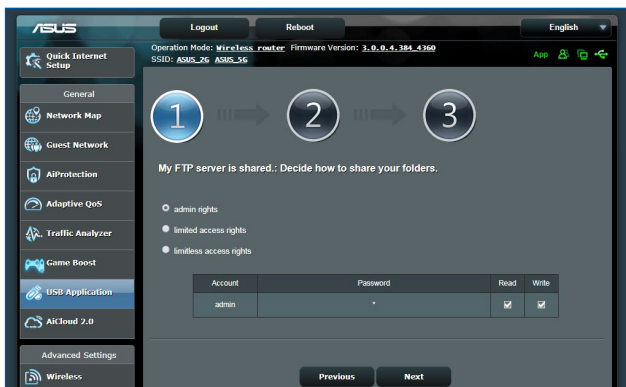 ASUS
Logout
Reboot
English
Operation Mode: Wireless router Firmware Version: 3.0.0.4.384_4360
SSID: ASUS_2G ASUS_5G
App
Quick Internet
Setup
General
Network Map
Guest Network
AiProtection
Adaptive QoS
Traffic Analyzer
Game Boost
USB Application
AiCloud 2.0
Advanced Settings
Wireless
1
2
3
My FTP server is shared.: Decide how to share your folders.
admin rights
limited access rights
limitless access rights
Account Password Read Write
admin *
Previous Next